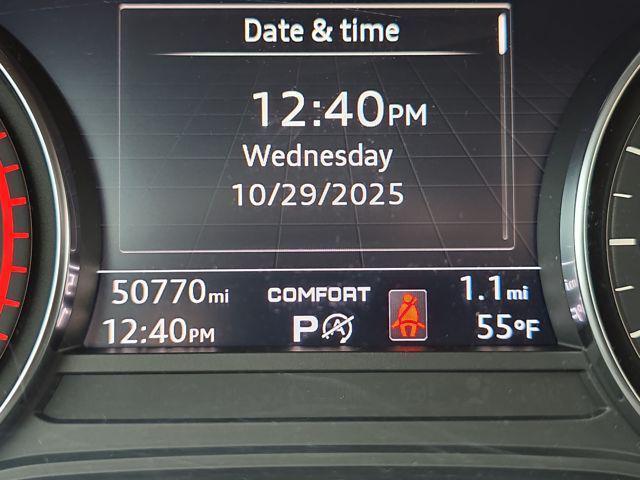 Date & time
12:40PM
Wednesday
10/29/2025
50770mi COMFORT 1.1mi
12:40PM P A 55°F